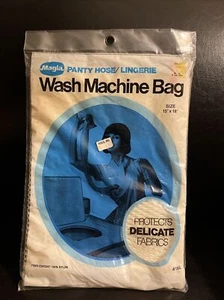 Magla PANTY HOSE/LINGERIE
Wash Machine Bag
SIZE
15" x 18"
PROTECTS
DELICATE
FABRICS